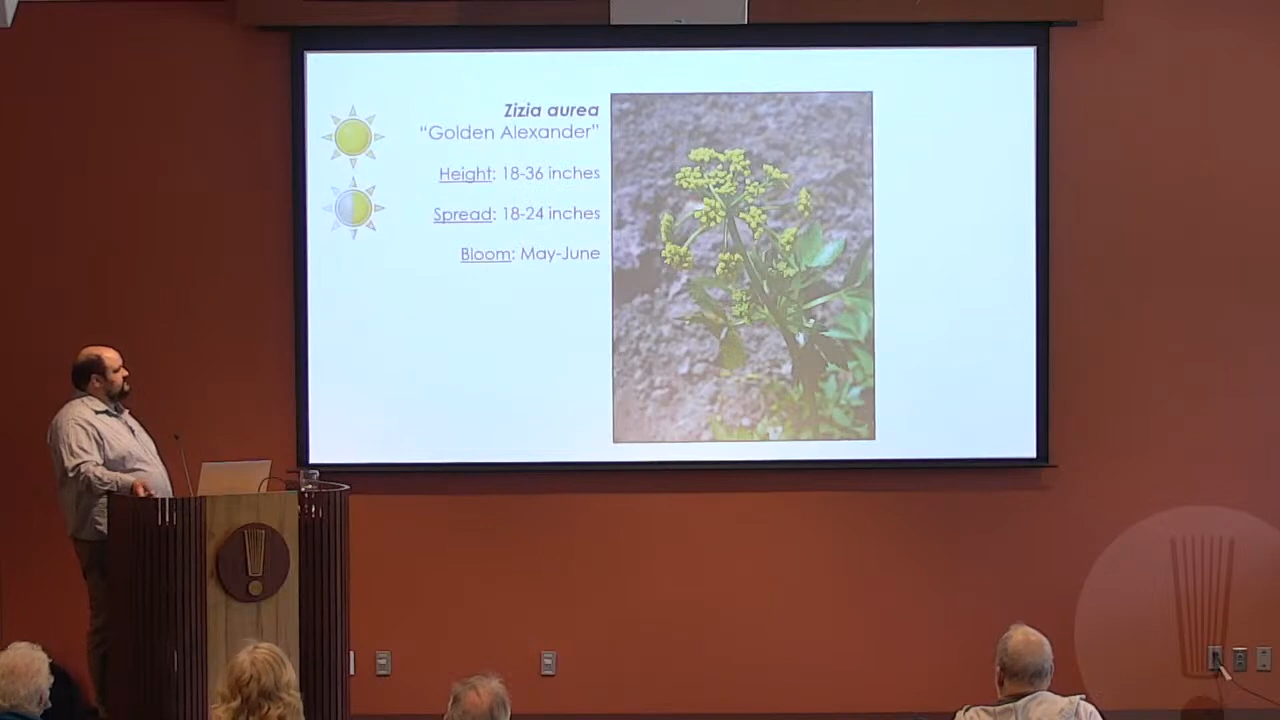 Zizia aurea
“Golden Alexander”
Height: 18-36 inches
Spread: 18-24 inches
Bloom: May-June